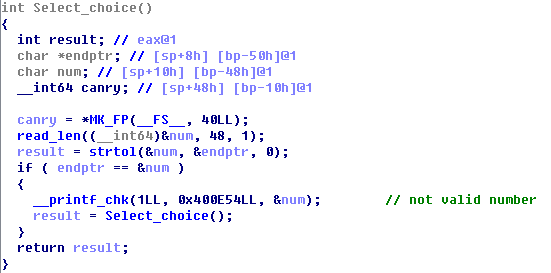 int Select_choice()
{
int result; // eax@1
char *endptr; // [sp+8h] [bp-50h]@1
char num; // [sp+10h] [bp-48h]@1
__int64 canry; // [sp+48h] [bp-10h]@1
canry = *MK_FP(__FS__, 40LL);
read_len((__int64)&num, 48, 1);
result = strtol(&num, &endptr, 0);
if ( endptr == &num )
{
__printf_chk(1LL, 0x400E54LL, &num); // not valid number
result = Select_choice();
}
return result;
}